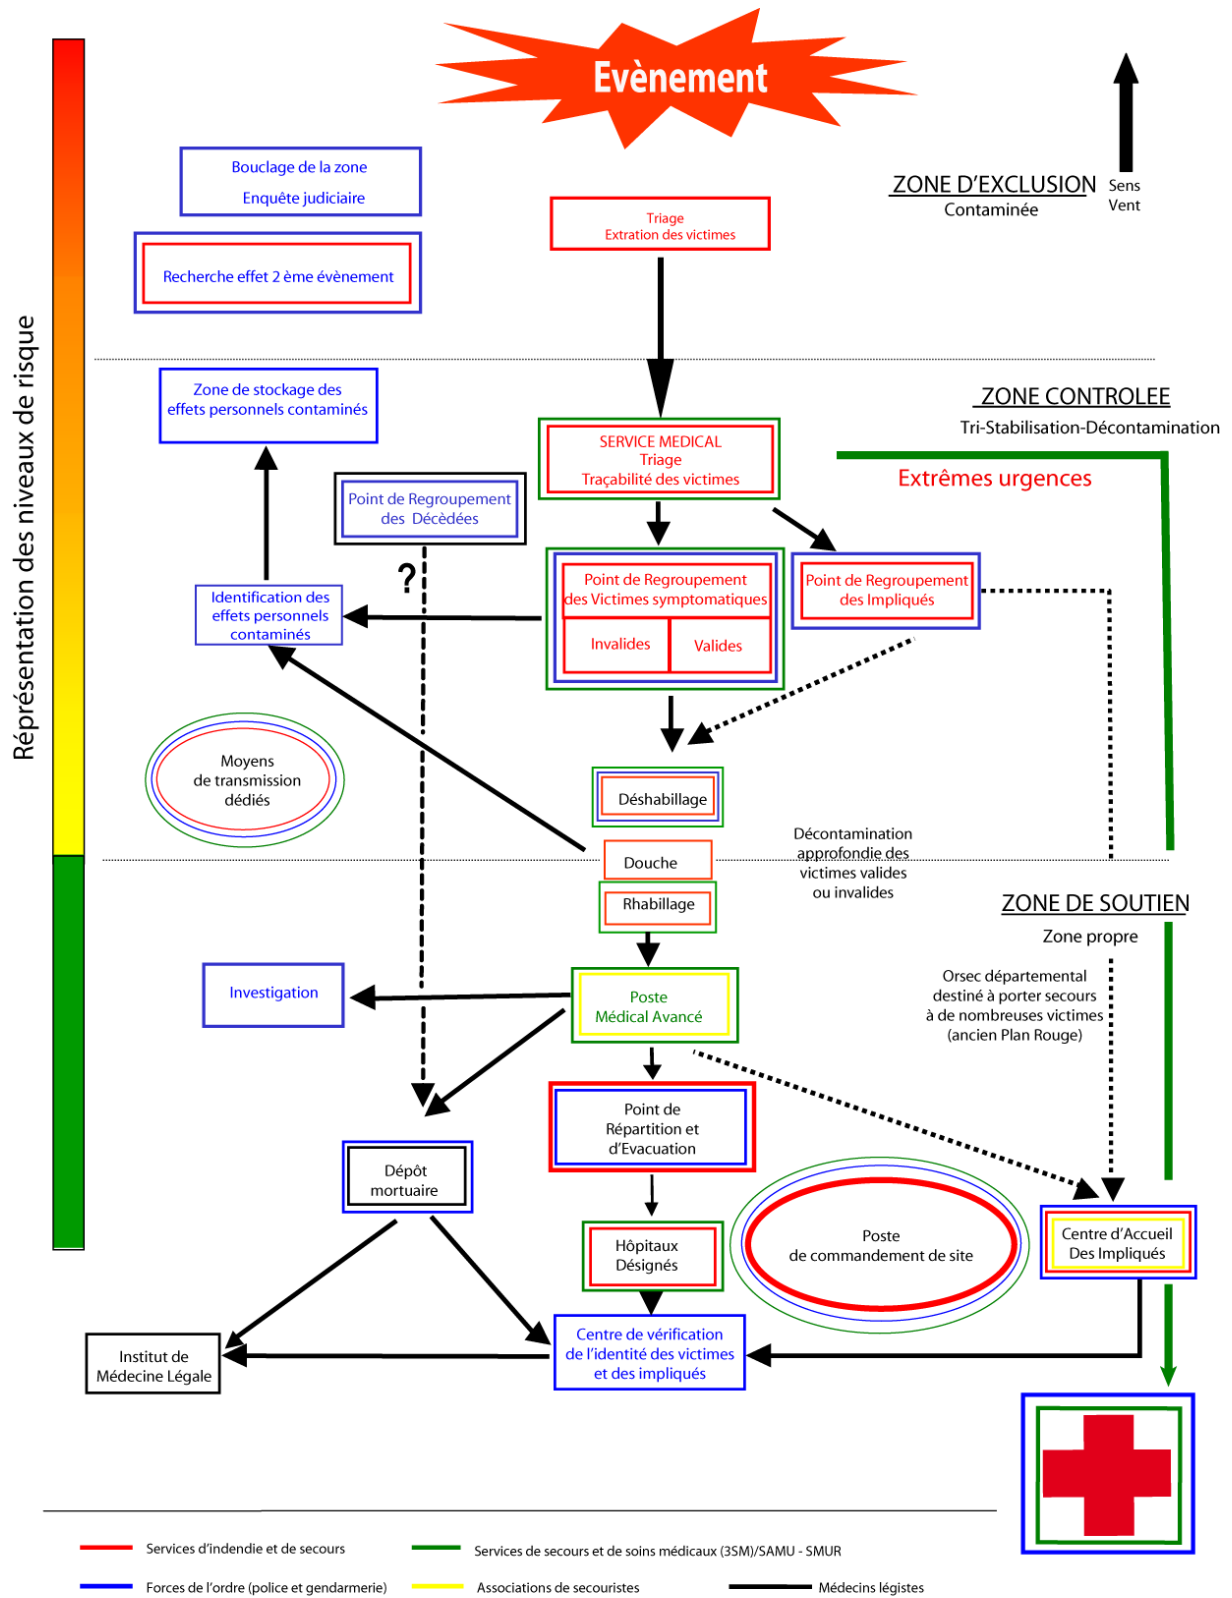 Evènement
Bouclage de la zone
Enquête judiciaire
ZONE D'EXCLUSION
Contaminée
Sens
Vent
Triage
Extration des victimes
Recherche effet 2 ème évènement
Réprésentation des niveaux de risque
Zone de stockage des
effets personnels contaminés
ZONE CONTROLEE
Tri-Stabilisation-Décontamination
Extrêmes urgences
SERVICE MEDICAL
Triage
Traçabilité des victimes
Point de Regroupement
des Décèdées
?
Point de Regroupement
des Victimes symptomatiques
Invalides
Valides
Point de Regroupement
des Impliqués
Identification des
effets personnels
contaminés
Moyens
de transmission
dédiés
Déshabillage
Douche
Rhabillage
Décontamination
approfondie des
victimes valides
ou invalides
ZONE DE SOUTIEN
Zone propre
Orsec départemental
destiné à porter secours
à de nombreuses victimes
(ancien Plan Rouge)
Investigation
Poste
Médical Avancé
Point de
Répartition et
d'Evacuation
Dépôt
mortuaire
Hôpitaux
Désignés
Poste
de commandement de site
Centre d'Accueil
Des Impliqués
Institut de
Médecine Légale
Centre de vérification
de l'identité des victimes
et des impliqués
Services d'indendie et de secours
Services de secours et de soins médicaux (3SM)/SAMU - SMUR
Forces de l'ordre (police et gendarmerie)
Associations de secouristes
Médecins légistes